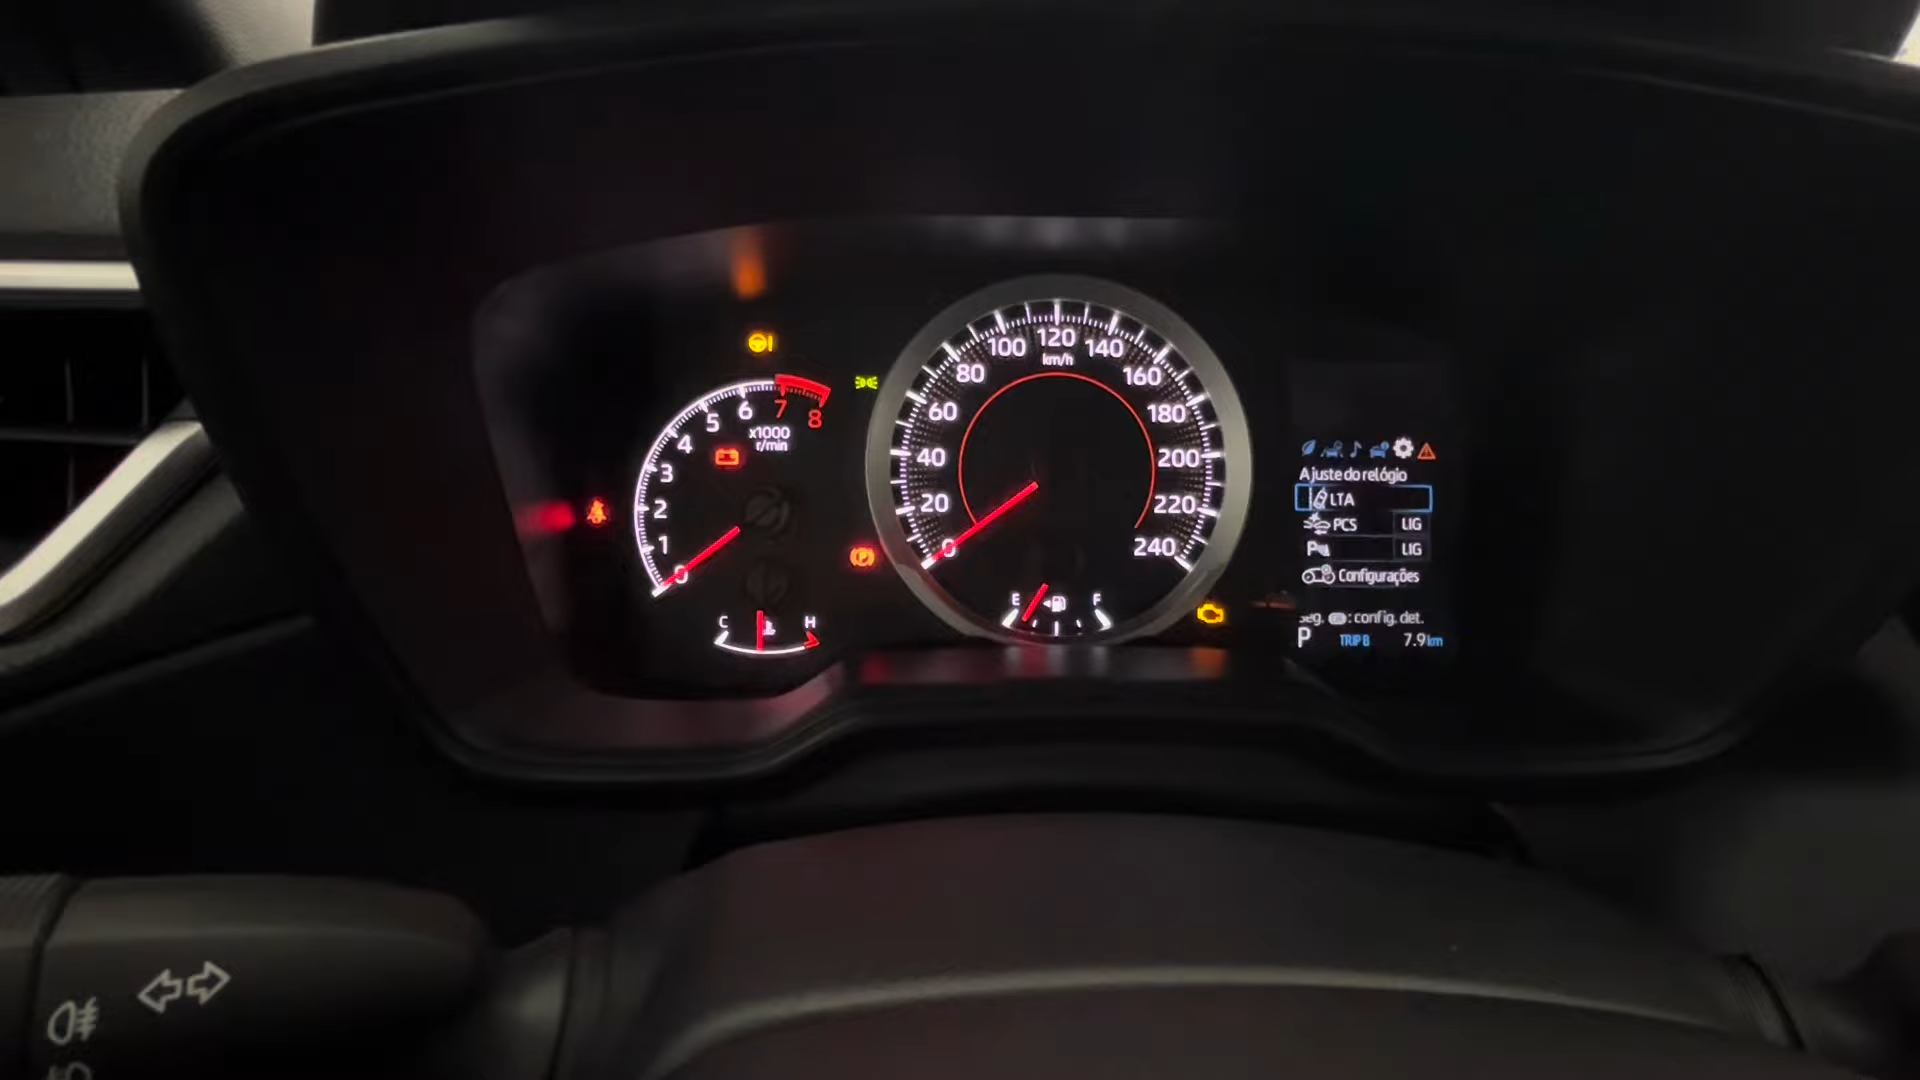 1
2
3
4
5
6
7
8
x1000
r/min
0
C
H
0
20
40
60
80
100
120
140
160
180
200
220
240
km/h
E
F
Ajuste do relógio
LTA
PCS LIG
P LIG
Configurações
: config. det.
P TRIP B 7.9 km